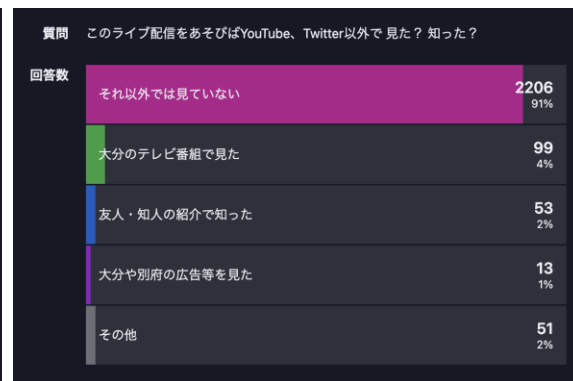 質問 このライブ配信をあそびばYouTube、Twitter以外で 見た？ 知った？
回答数
それ以外では見ていない 2206
91%
大分のテレビ番組で見た 99
4%
友人・知人の紹介で知った 53
2%
大分や別府の広告等を見た 13
1%
その他 51
2%